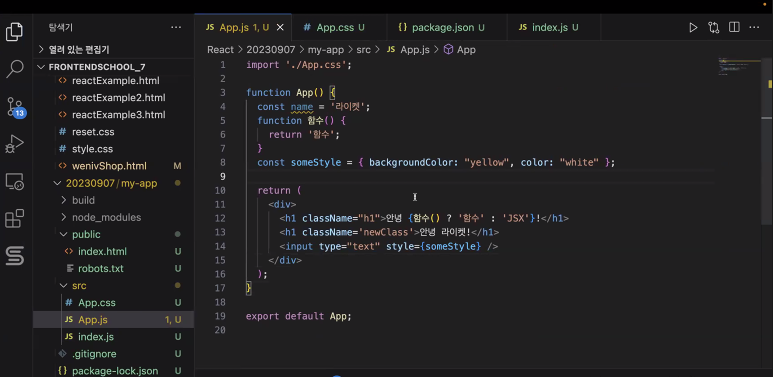 탐색기 ···
JS App.js 1, U ×
# App.css U
{} package.json U
JS index.js U
···
> 열려 있는 편집기
React > 20230907 > my-app > src > JS App.js > App
FRONTENDSCHOOL_7
<> reactExample.html
<> reactExample2.html
<> reactExample3.html
# reset.css
# style.css
<> wenivShop.html M
20230907/my-app
> build
> node_modules
public
<> index.html U
robots.txt U
src
# App.css U
JS App.js 1, U
JS index.js U
.gitignore U
{} package-lock.json U
13
1 import './App.css';
2
3 function App() {
4 const name = '라이켓';
5 function 함수() {
6 return '함수';
7 }
8 const someStyle = { backgroundColor: "yellow", color: "white" };
9
10 return (
11 <div>
12 <h1 className="h1">안녕 {함수() ? '함수' : 'JSX'}!</h1>
13 <h1 className='newClass'>안녕 라이켓!</h1>
14 <input type="text" style={someStyle} />
15 </div>
16 );
17 }
18
19 export default App;
20